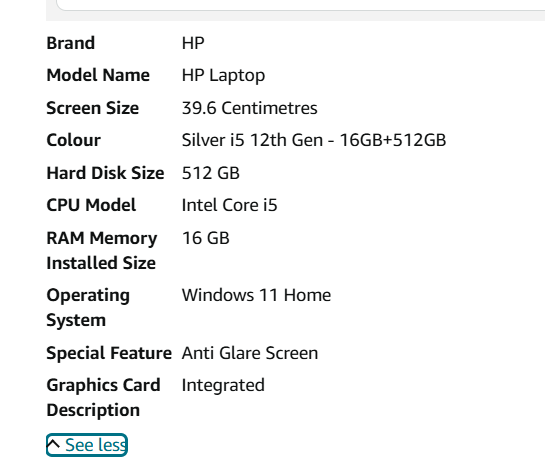 Brand HP
Model Name HP Laptop
Screen Size 39.6 Centimetres
Colour Silver i5 12th Gen - 16GB+512GB
Hard Disk Size 512 GB
CPU Model Intel Core i5
RAM Memory 16 GB
Installed Size
Operating Windows 11 Home
System
Special Feature Anti Glare Screen
Graphics Card Integrated
Description
See less